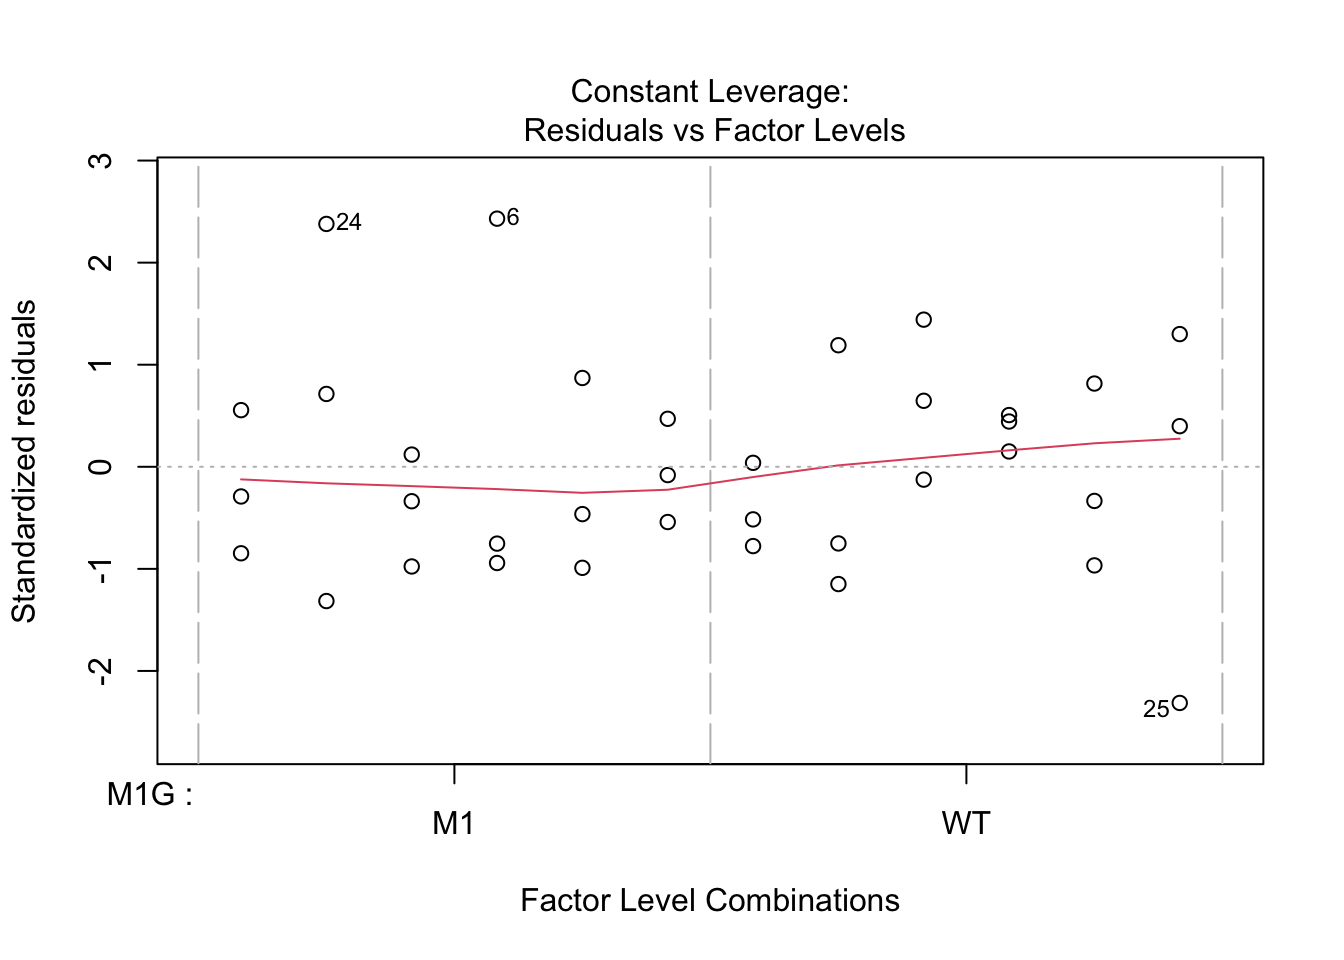 Constant Leverage:
Residuals vs Factor Levels
Standardized residuals
3
2
1
0
-1
-2
24
6
25
M1G :
M1
WT
Factor Level Combinations